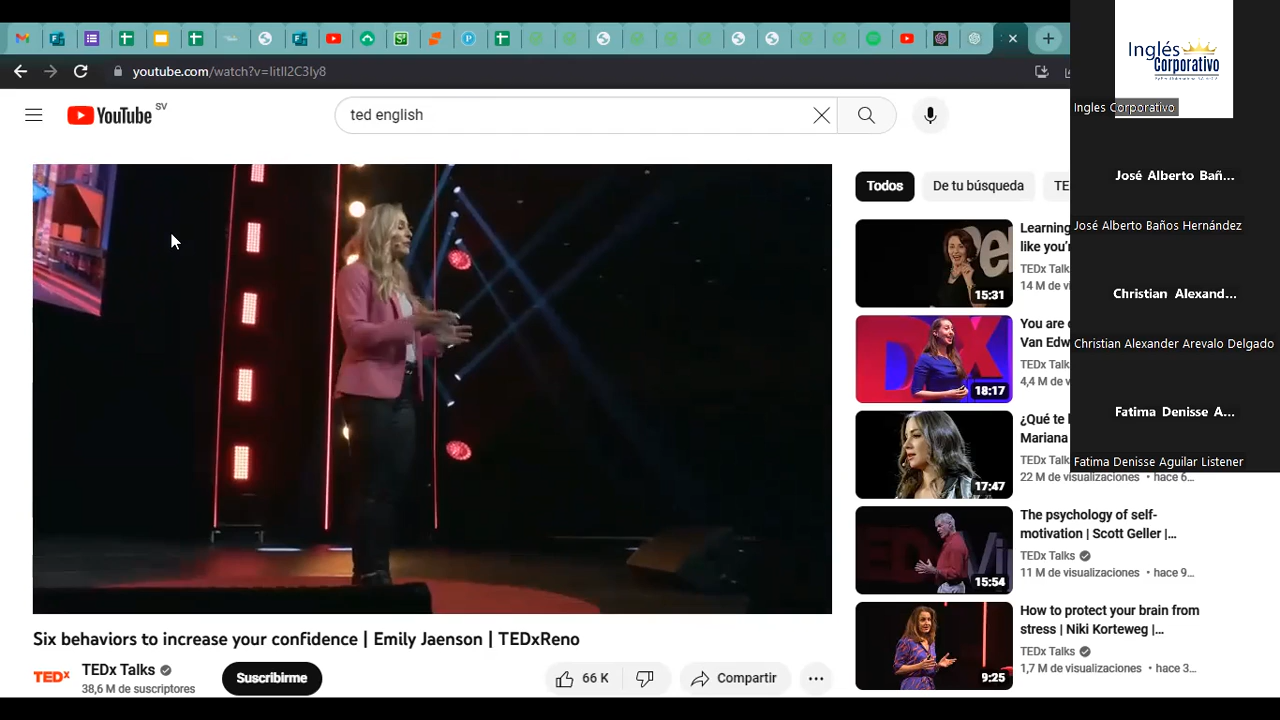 youtube.com/watch?v=IitlI2C3Iy8
YouTube SV
ted english
Todos
De tu búsqueda
TE
Learning
like you'r
TEDx Talk
14 M de visu
15:31
You are
Van Edw
TEDx Talk
4,4 M de v
18:17
¿Qué te
Mariana
TEDx Talk
22 M de visualizaciones • hace 6...
17:47
The psychology of self-
motivation | Scott Geller |...
TEDx Talks
11 M de visualizaciones • hace 9...
15:54
How to protect your brain from
stress | Niki Korteweg |...
TEDx Talks
1,7 M de visualizaciones • hace 3...
9:25
Six behaviors to increase your confidence | Emily Jaenson | TEDxReno
TEDx
TEDx Talks
38,6 M de suscriptores
Suscribirme
66 K
Compartir
Inglés
Corporativo
Ingles Corporativo
José Alberto Bañ...
José Alberto Baños Hernández
Christian Alexand...
Christian Alexander Arevalo Delgado
Fatima Denisse A...
Fatima Denisse Aguilar Listener